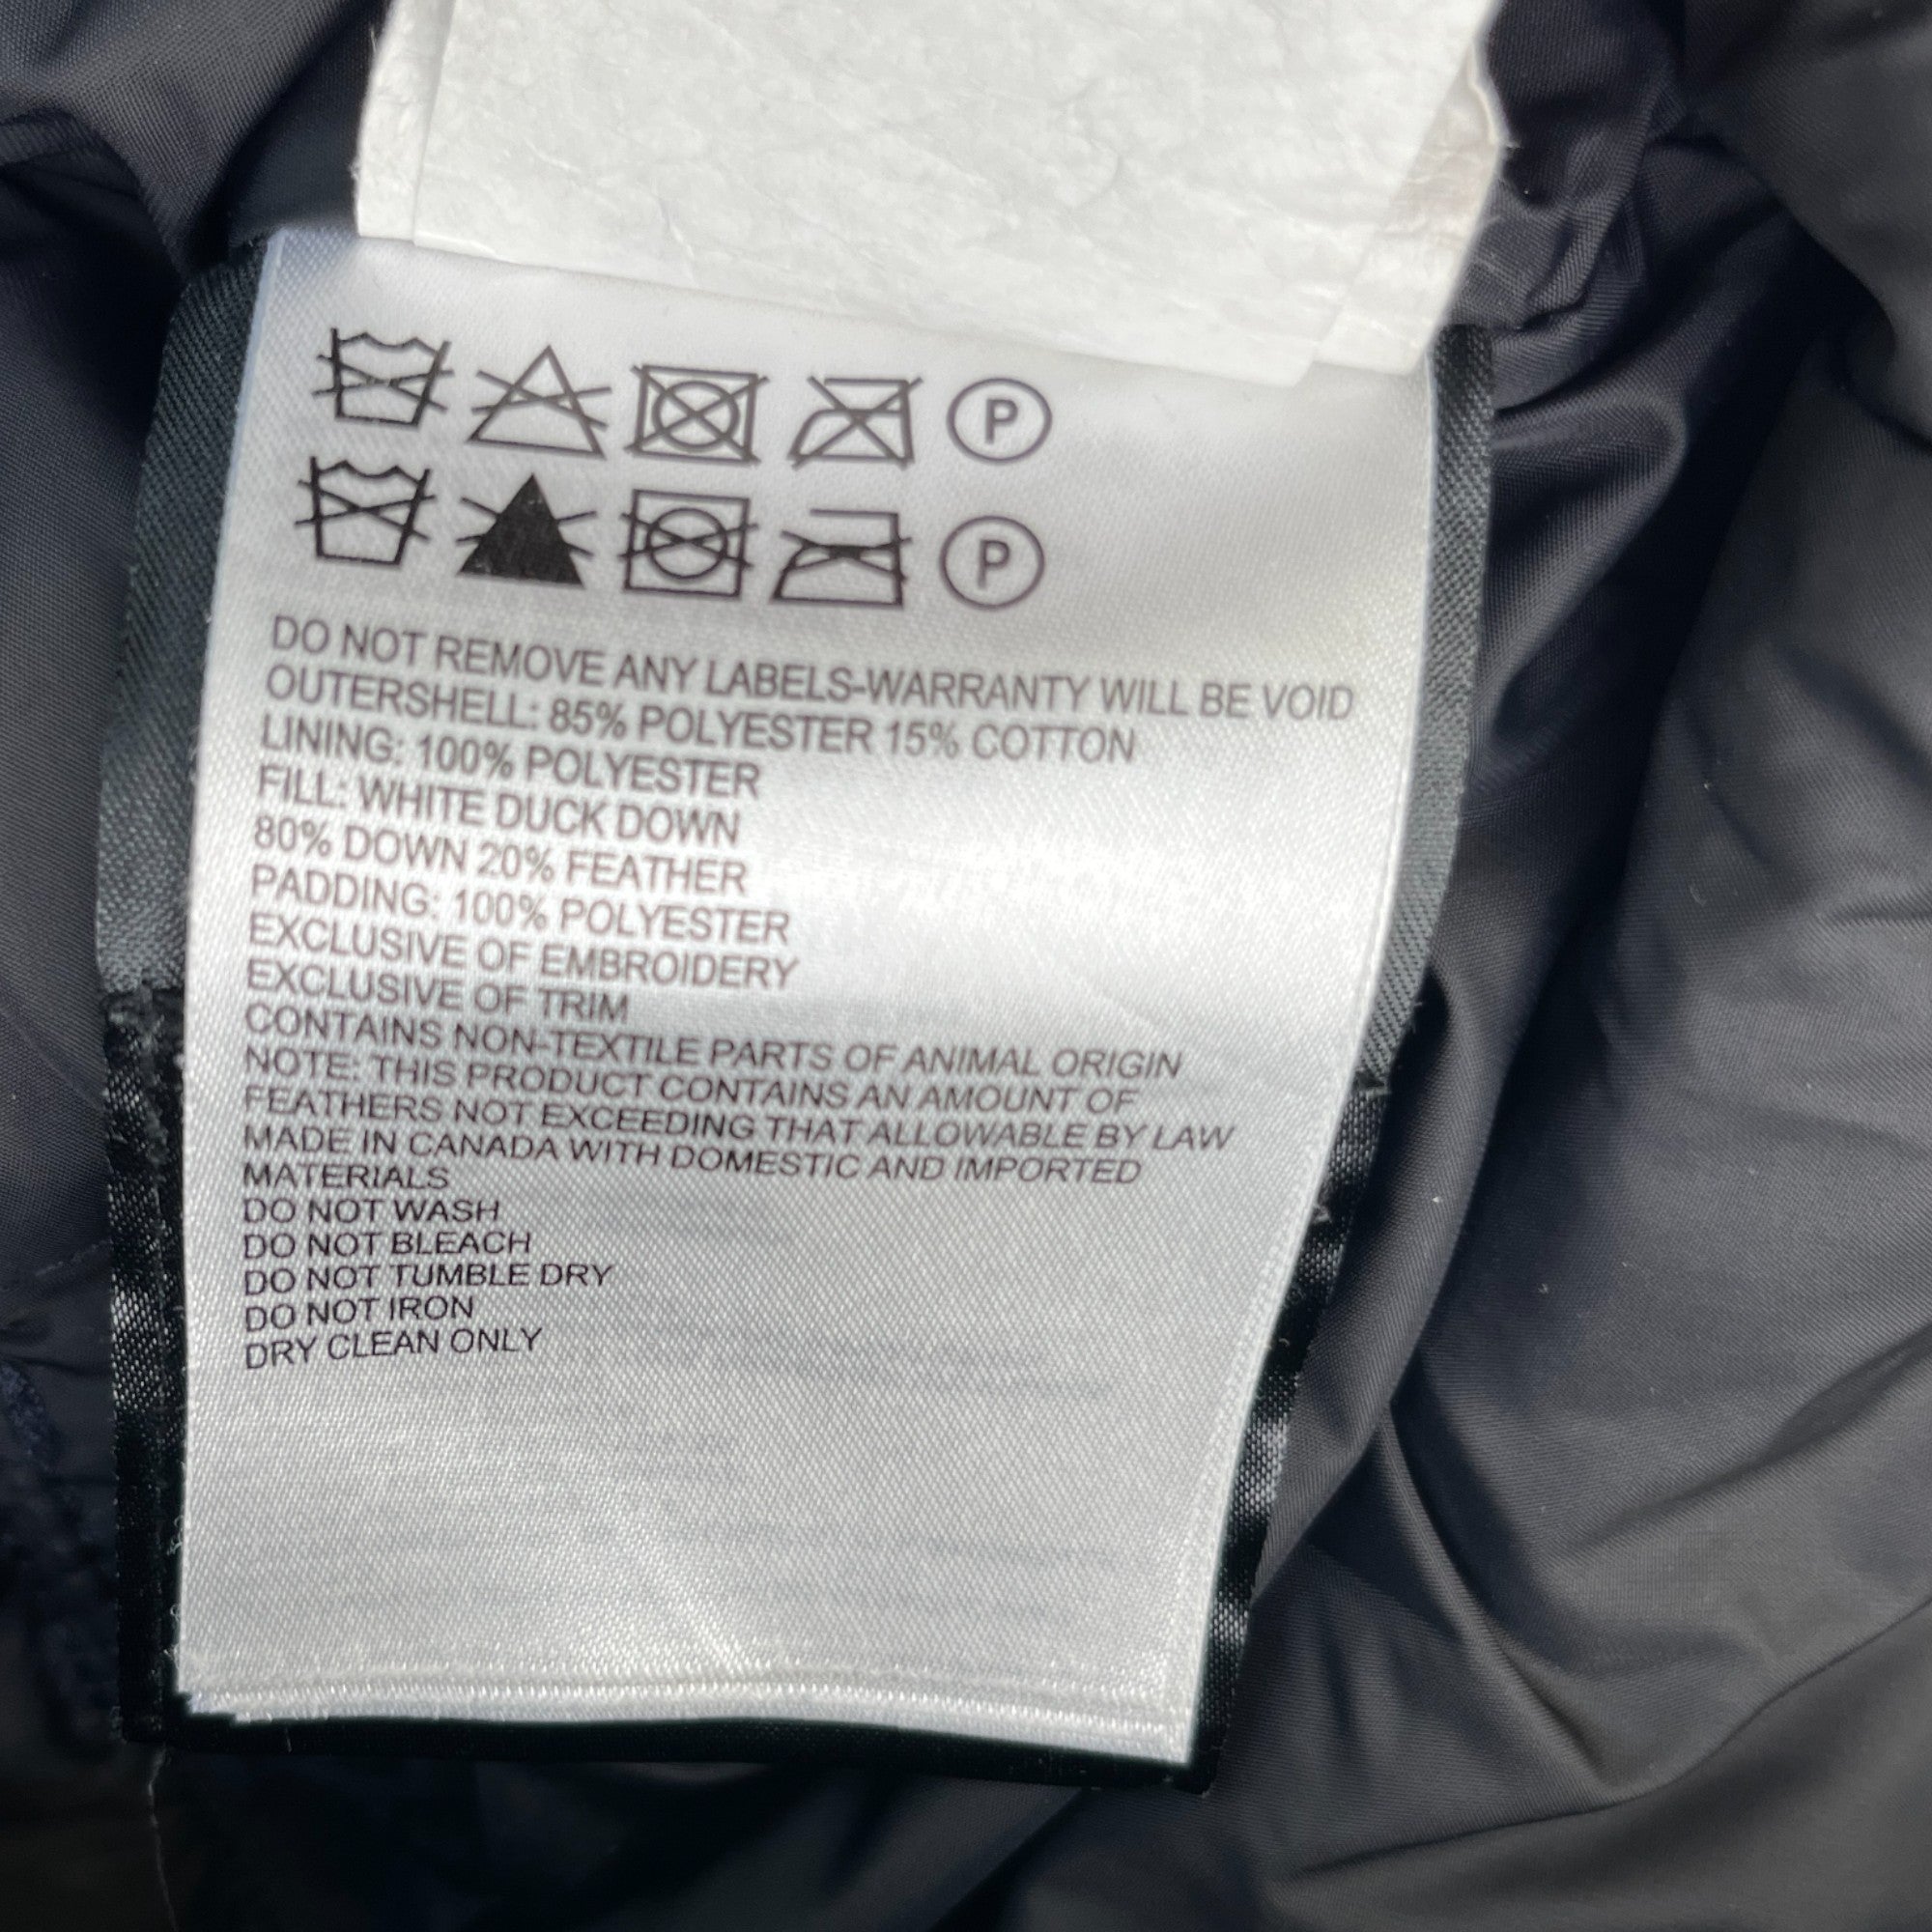 P
P
DO NOT REMOVE ANY LABELS-WARRANTY WILL BE VOID
OUTERSHELL: 85% POLYESTER 15% COTTON
LINING: 100% POLYESTER
FILL: WHITE DUCK DOWN
80% DOWN 20% FEATHER
PADDING: 100% POLYESTER
EXCLUSIVE OF EMBROIDERY
EXCLUSIVE OF TRIM
CONTAINS NON-TEXTILE PARTS OF ANIMAL ORIGIN
NOTE: THIS PRODUCT CONTAINS AN AMOUNT OF
FEATHERS NOT EXCEEDING THAT ALLOWABLE BY LAW
MADE IN CANADA WITH DOMESTIC AND IMPORTED
MATERIALS
DO NOT WASH
DO NOT BLEACH
DO NOT TUMBLE DRY
DO NOT IRON
DRY CLEAN ONLY